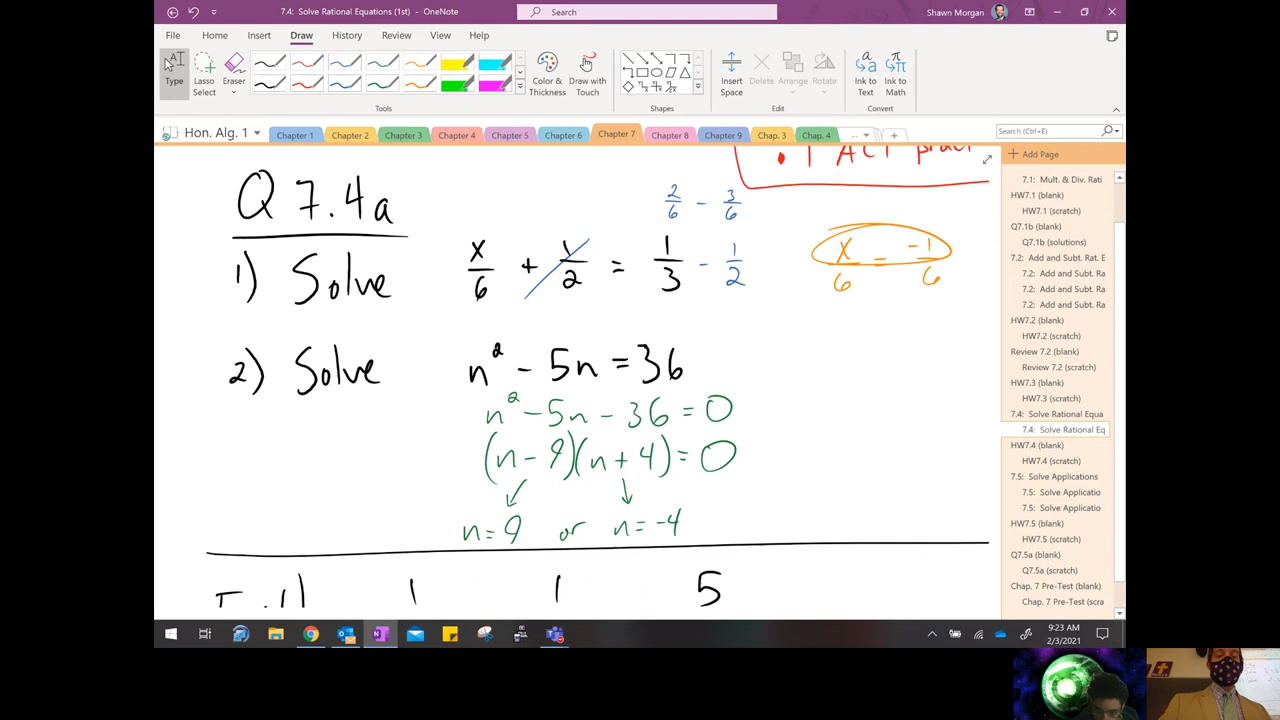 7.4: Solve Rational Equations (1st) - OneNote
Search
Shawn Morgan
File Home Insert Draw History Review View Help
Type
Lasso Select
Eraser
Color & Thickness
Draw with Touch
Insert Space
Delete
Arrange
Rotate
Ink to Text
Ink to Math
Tools
Shapes
Edit
Convert
Hon. Alg. 1
Chapter 1 Chapter 2 Chapter 3 Chapter 4 Chapter 5 Chapter 6 Chapter 7 Chapter 8 Chapter 9 Chap. 3 Chap. 4 ...
Search (Ctrl+E)
Add Page
7.1: Mult. & Div. Rati
HW7.1 (blank)
HW7.1 (scratch)
Q7.1b (blank)
Q7.1b (solutions)
7.2: Add and Subt. Rat. E
7.2: Add and Subt. Ra
7.2: Add and Subt. Ra
7.2: Add and Subt. Ra
HW7.2 (blank)
HW7.2 (scratch)
Review 7.2 (blank)
Review 7.2 (scratch)
HW7.3 (blank)
HW7.3 (scratch)
7.4: Solve Rational Equa
7.4: Solve Rational Eq
HW7.4 (blank)
HW7.4 (scratch)
7.5: Solve Applications
7.5: Solve Applicatio
7.5: Solve Applicatio
HW7.5 (blank)
HW7.5 (scratch)
Q7.5a (blank)
Q7.5a (scratch)
Chap. 7 Pre-Test (blank)
Chap. 7 Pre-Test (scra
• 1 ACT
Q 7.4a
2/6 - 3/6
1) Solve x/6 + 1/2 = 1/3 - 1/2
x/6 = -1/6
2) Solve n² - 5n = 36
n² - 5n - 36 = 0
(n - 9)(n + 4) = 0
n = 9 or n = -4
1 1 5
9:23 AM
2/3/2021